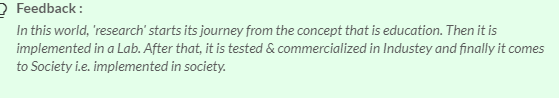 Feedback :
In this world, 'research' starts its journey from the concept that is education. Then it is
implemented in a Lab. After that, it is tested & commercialized in Industey and finally it comes
to Society i.e. implemented in society.